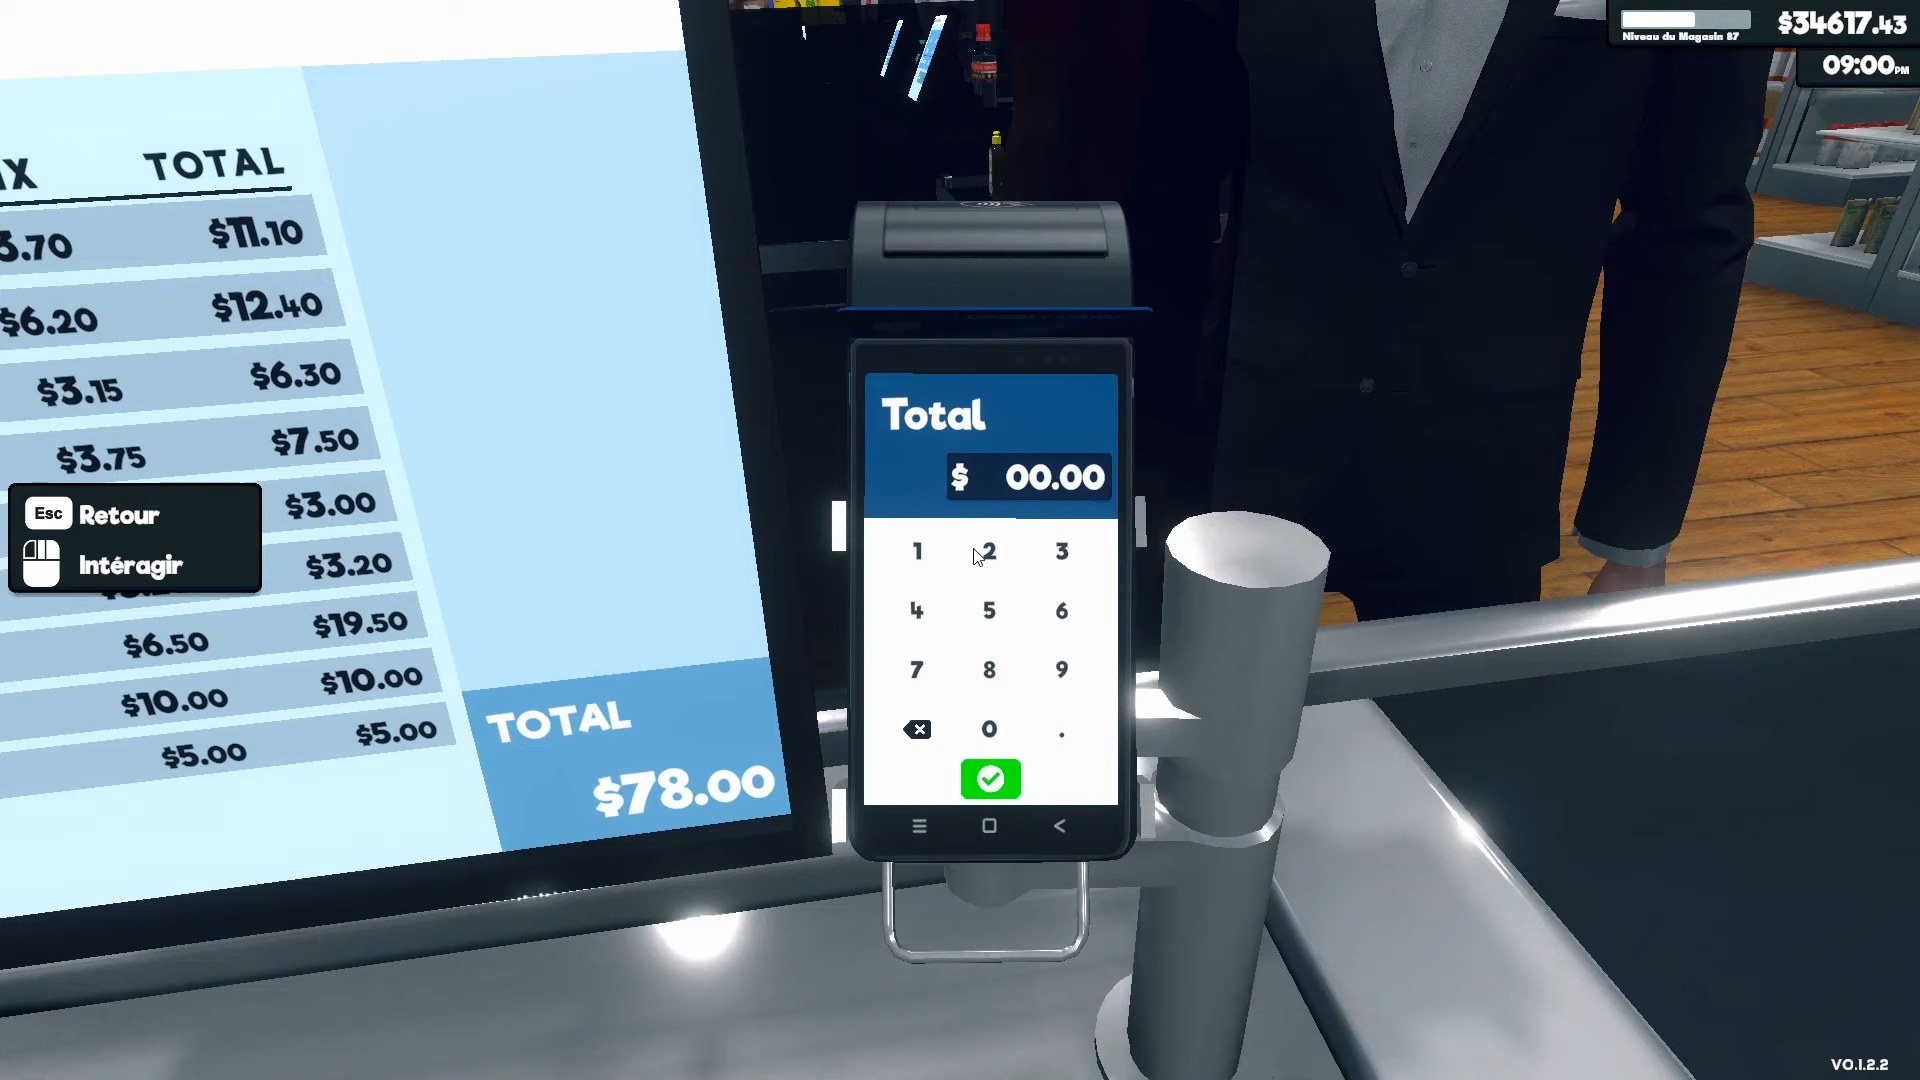 $34617.43
Niveau du Magasin 87
09:00PM
TOTAL
$11.10
$6.20 $12.40
$3.15 $6.30
$3.75 $7.50
$3.00
$3.20
$6.50 $19.50
$10.00 $10.00
$5.00 $5.00
TOTAL
$78.00
Esc Retour
Intéragir
Total
$ 00.00
1 2 3
4 5 6
7 8 9
0 .
V0.1.2.2